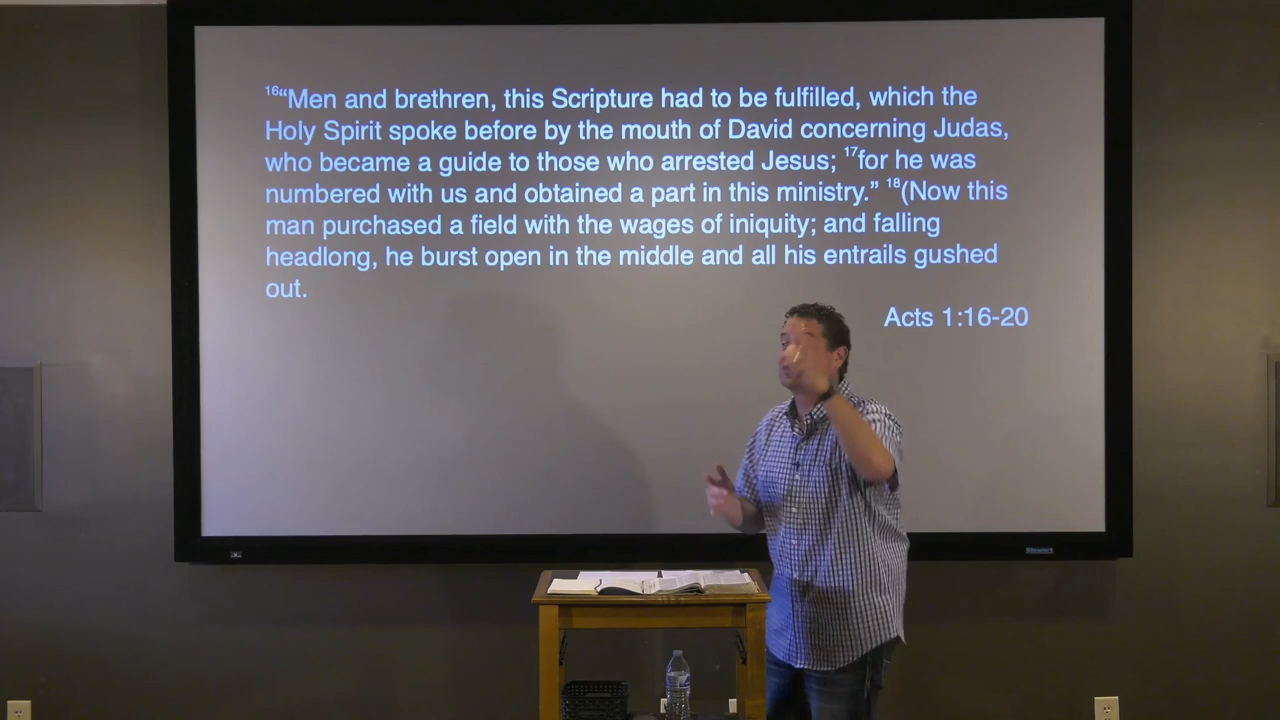 16“Men and brethren, this Scripture had to be fulfilled, which the
Holy Spirit spoke before by the mouth of David concerning Judas,
who became a guide to those who arrested Jesus; 17for he was
numbered with us and obtained a part in this ministry.” 18(Now this
man purchased a field with the wages of iniquity; and falling
headlong, he burst open in the middle and all his entrails gushed
out.
Acts 1:16-20